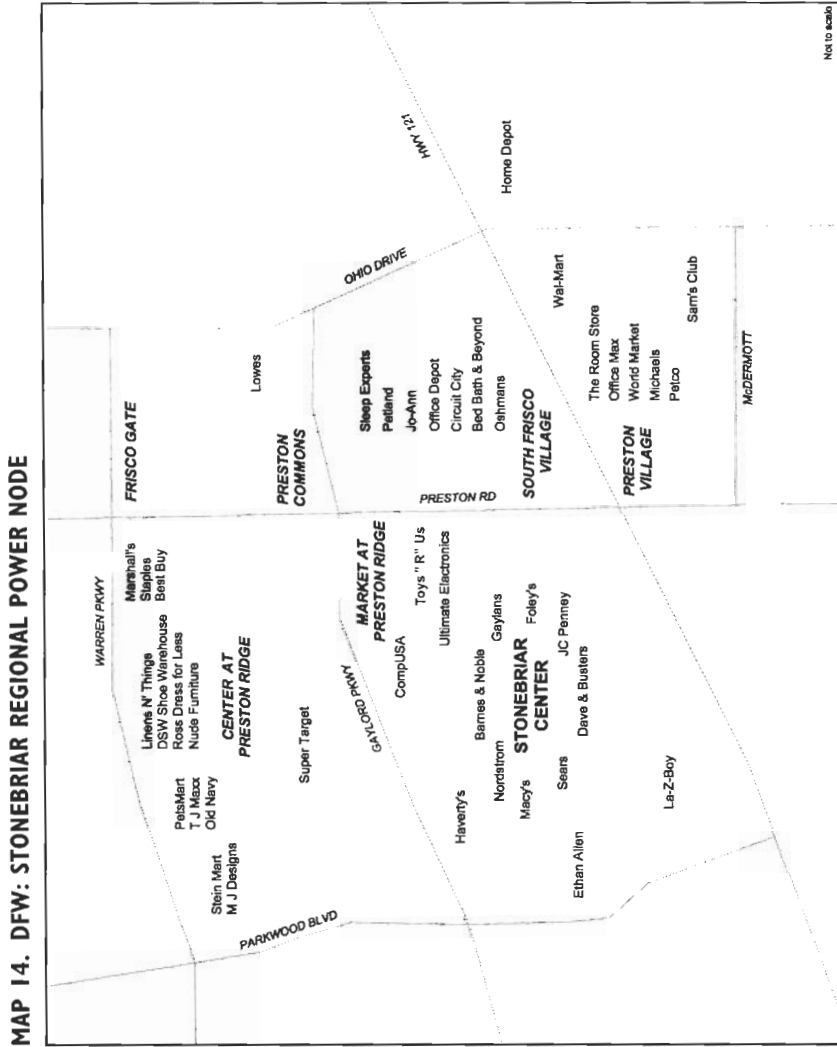 MAP 14. DFW: STONEBRIAR REGIONAL POWER NODE
WARREN PKWY
FRISCO GATE
Marshall's
Staples
Best Buy
Linens N' Things
DSW Shoe Warehouse
Ross Dress for Less
Nude Furniture
PetsMart
T J Maxx
Old Navy
Stein Mart
M J Designs
CENTER AT
PRESTON RIDGE
Super Target
PARKWOOD BLVD
Lowes
PRESTON
COMMONS
OHIO DRIVE
HWY 121
GAYLORD PKWY
MARKET AT
PRESTON RIDGE
CompUSA
Toys "R" Us
Ultimate Electronics
PRESTON RD
Sleep Experts
Petland
Jo-Ann
Office Depot
Circuit City
Bed Bath & Beyond
Oshmans
SOUTH FRISCO
VILLAGE
Home Depot
Haverty's
Barnes & Noble
Nordstrom
Gaylans
Macy's
STONEBRIAR
CENTER
Foley's
Sears
JC Penney
Dave & Busters
Ethan Allen
La-Z-Boy
Wal-Mart
The Room Store
Office Max
World Market
Michaels
Petco
PRESTON
VILLAGE
Sam's Club
McDERMOTT
Not to scale